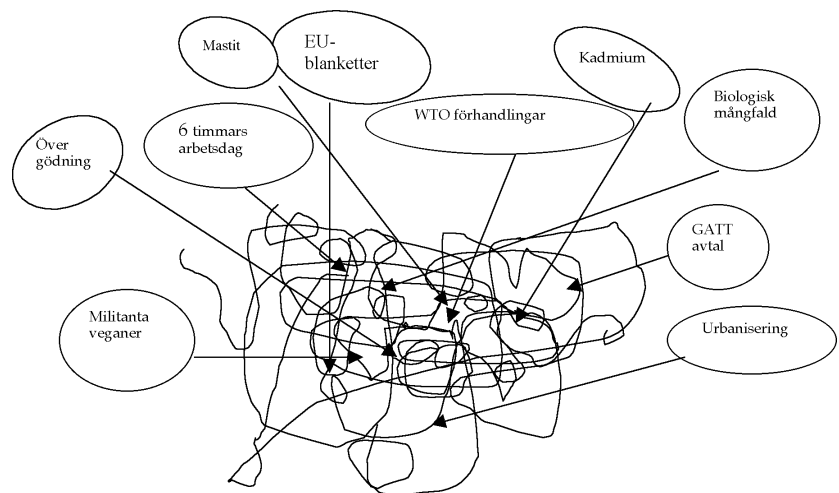 Mastit
EU-
blanketter
Kadmium
Biologisk
mångfald
WTO förhandlingar
6 timmars
arbetsdag
Över
gödning
GATT
avtal
Militanta
veganer
Urbanisering